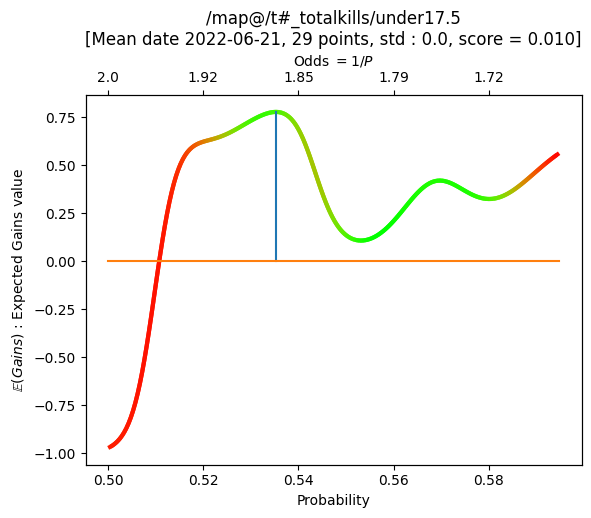 /map@/t#_totalkills/under17.5
[Mean date 2022-06-21, 29 points, std : 0.0, score = 0.010]
Odds = 1/P
2.0 1.92 1.85 1.79 1.72
0.75
0.50
0.25
0.00
−0.25
−0.50
−0.75
−1.00
𝔼(Gains) : Expected Gains value
0.50 0.52 0.54 0.56 0.58
Probability